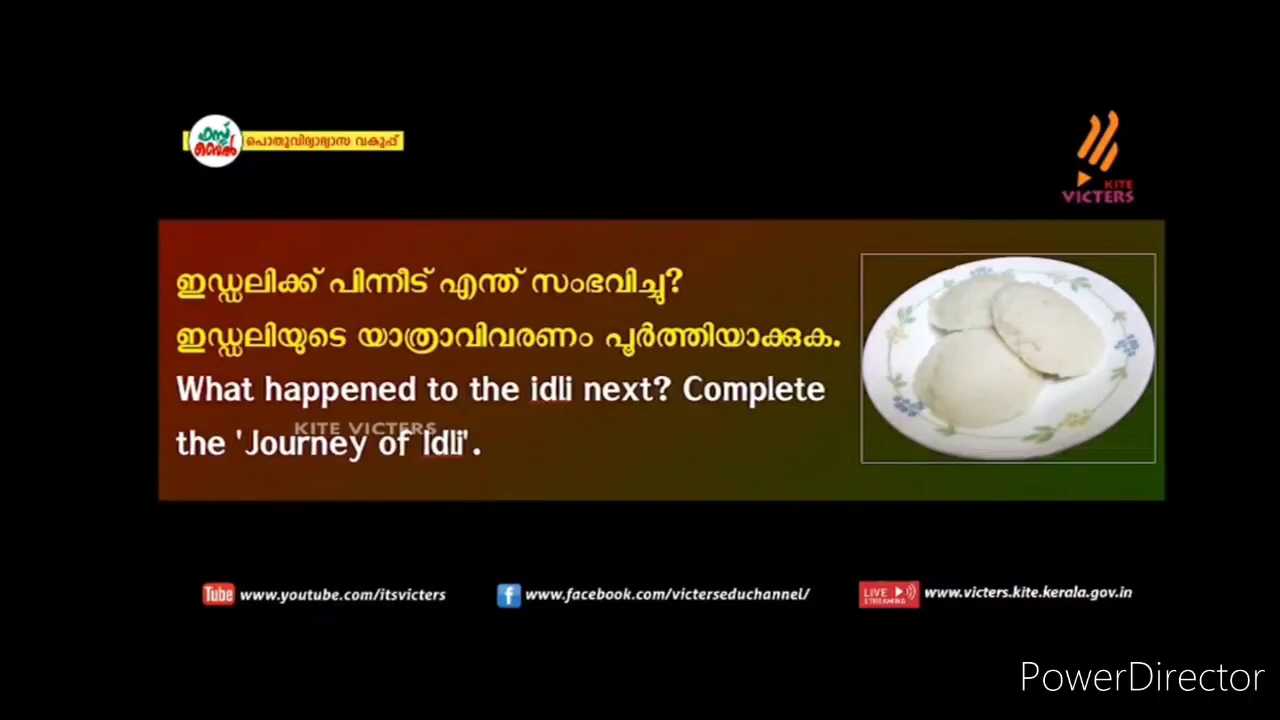 ഫസ്റ്റ്
ബെൽ
പൊതുവിദ്യാഭ്യാസ വകുപ്പ്
KITE
VICTERS
ഇഡ്ഡലിക്ക് പിന്നീട് എന്ത് സംഭവിച്ചു?
ഇഡ്ഡലിയുടെ യാത്രാവിവരണം പൂർത്തിയാക്കുക.
What happened to the idli next? Complete
KITE VICTERS
the 'Journey of Idli'.
Tube www.youtube.com/itsvicters
f www.facebook.com/victerseduchannel/
LIVE
STREAMING
www.victers.kite.kerala.gov.in
PowerDirector